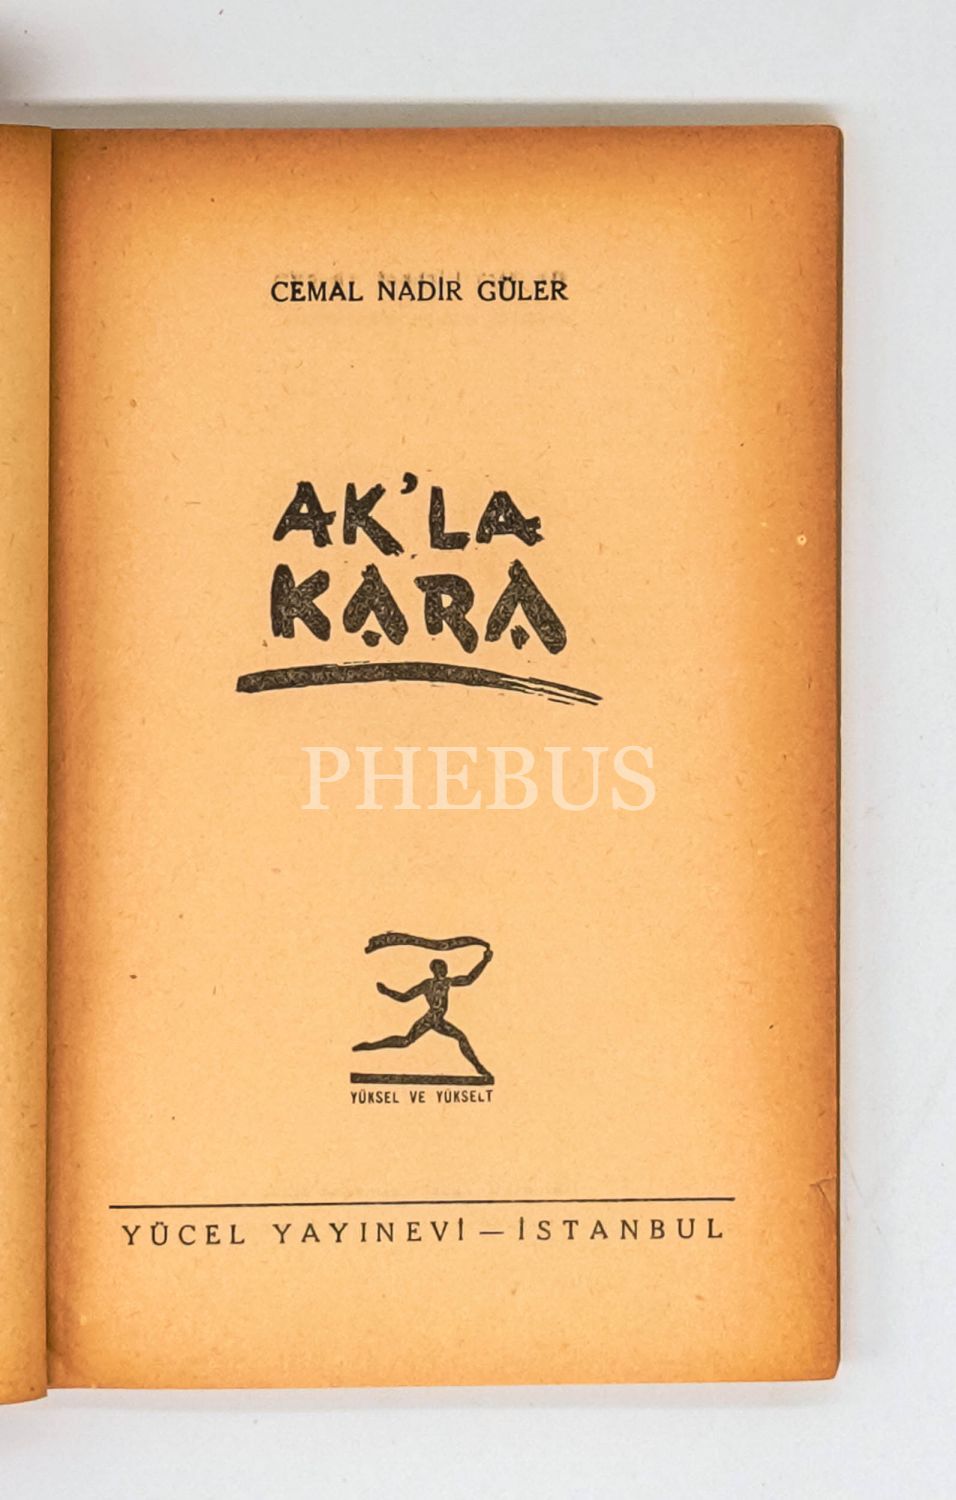 CEMAL NADİR GÜLER
AK'LA
KARA
PHEBUS
YÜKSEL VE YÜKSELT
YÜCEL YAYINEVİ — İSTANBUL